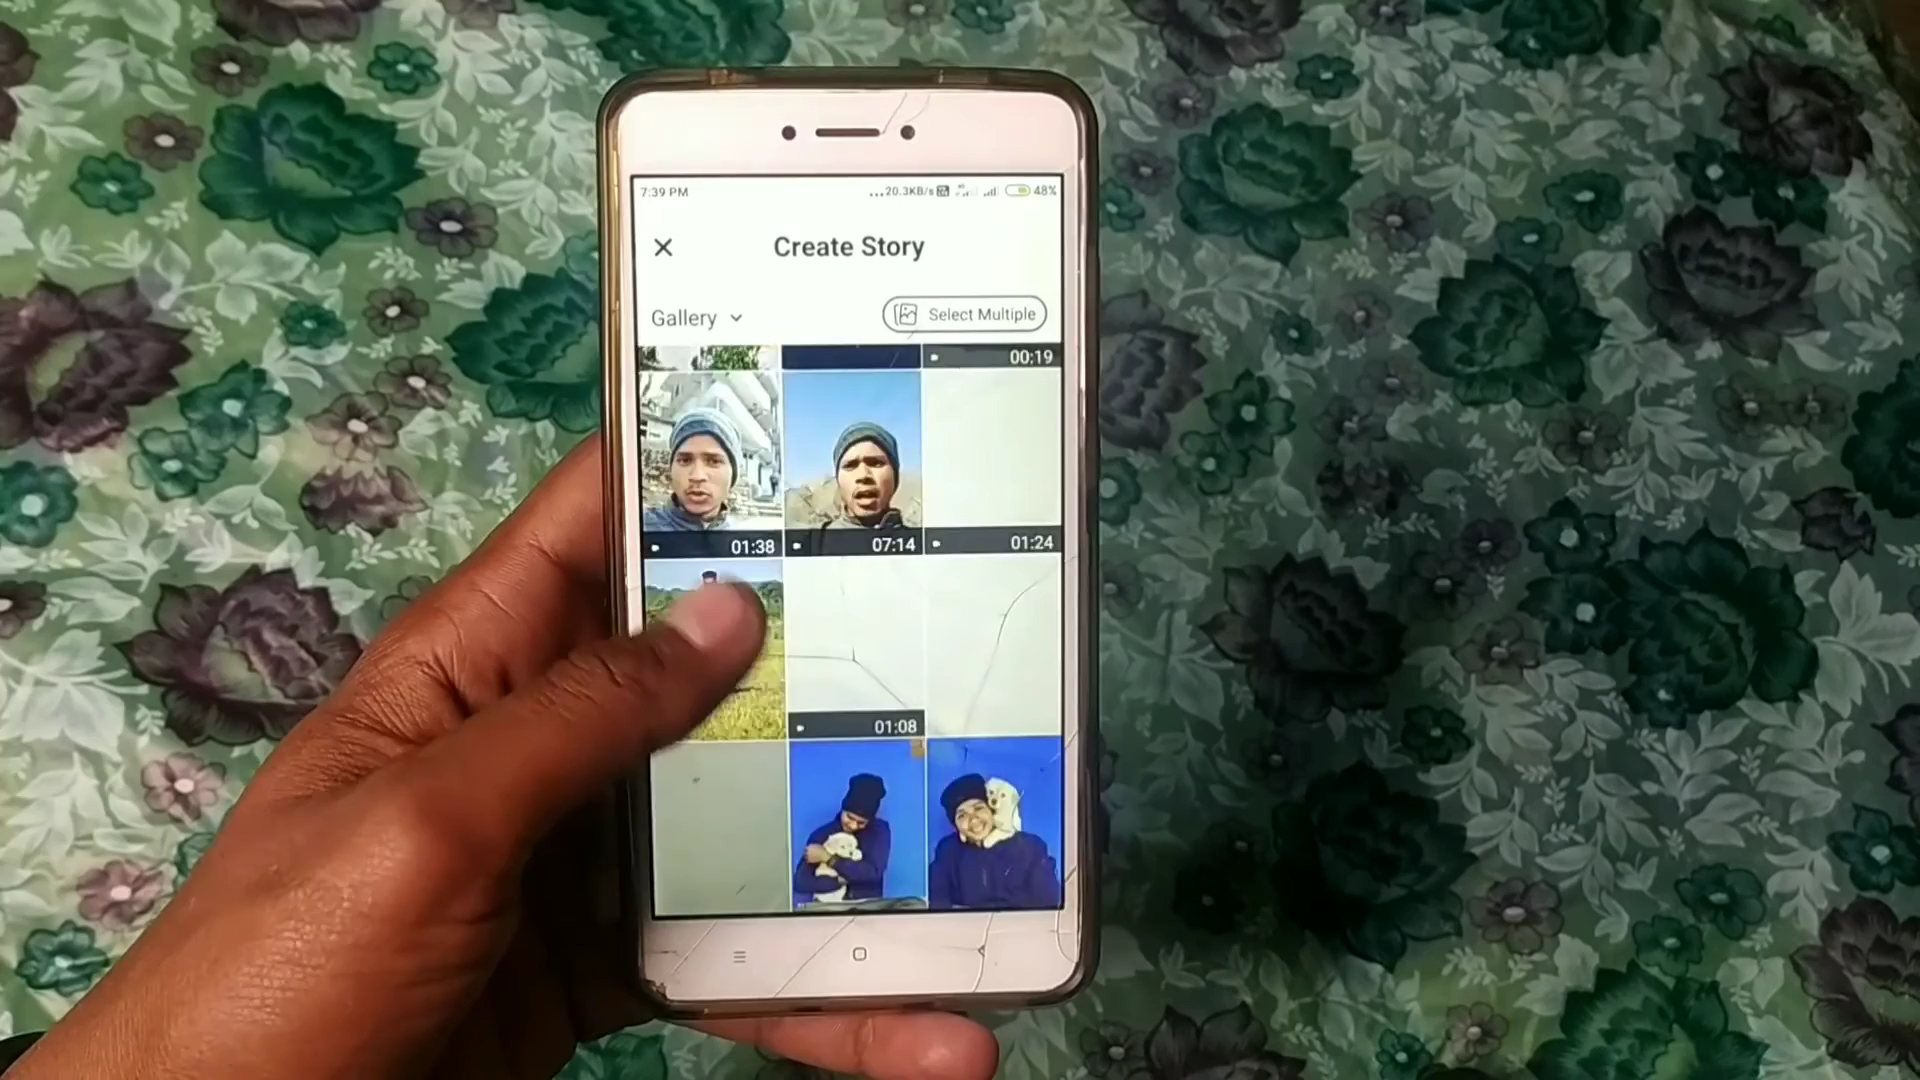 7:39 PM ...20.3KB/s 48%
Create Story
Gallery Select Multiple
00:19
01:38 07:14 01:24
01:08